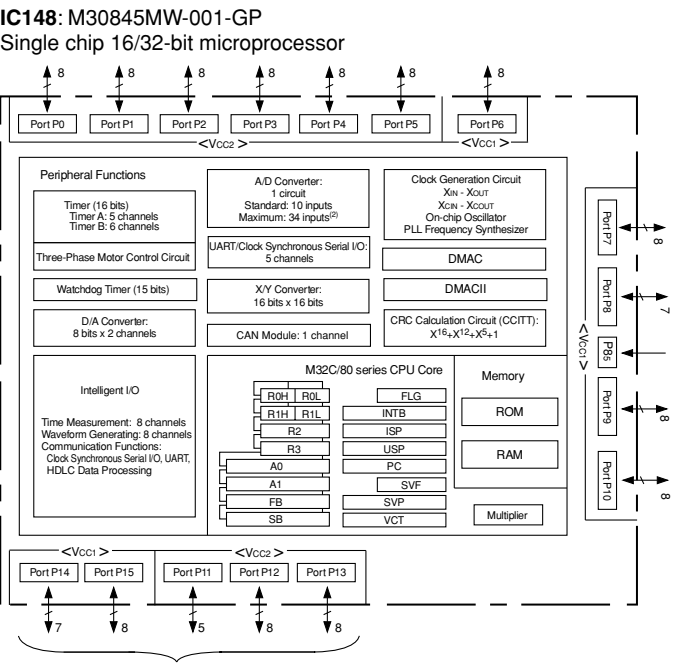 IC148: M30845MW-001-GP
Single chip 16/32-bit microprocessor
8 8 8 8 8 8 8
Port P0 Port P1 Port P2 Port P3 Port P4 Port P5 Port P6
<VCC2> <VCC1>
Peripheral Functions
Timer (16 bits)
Timer A: 5 channels
Timer B: 6 channels
Three-Phase Motor Control Circuit
Watchdog Timer (15 bits)
D/A Converter:
8 bits x 2 channels
Intelligent I/O
Time Measurement: 8 channels
Waveform Generating: 8 channels
Communication Functions:
Clock Synchronous Serial I/O, UART,
HDLC Data Processing
A/D Converter:
1 circuit
Standard: 10 inputs
Maximum: 34 inputs(2)
UART/Clock Synchronous Serial I/O:
5 channels
X/Y Converter:
16 bits x 16 bits
CAN Module: 1 channel
Clock Generation Circuit
XIN - XOUT
XCIN - XCOUT
On-chip Oscillator
PLL Frequency Synthesizer
DMAC
DMACII
CRC Calculation Circuit (CCITT):
X16+X12+X5+1
M32C/80 series CPU Core
R0H R0L
R1H R1L
R2
R3
A0
A1
FB
SB
FLG
INTB
ISP
USP
PC
SVF
SVP
VCT
Memory
ROM
RAM
Multiplier
<VCC1>
Port P7
8
Port P8
7
P85
Port P9
8
Port P10
8
<VCC1> <VCC2>
Port P14 Port P15 Port P11 Port P12 Port P13
7 8 5 8 8